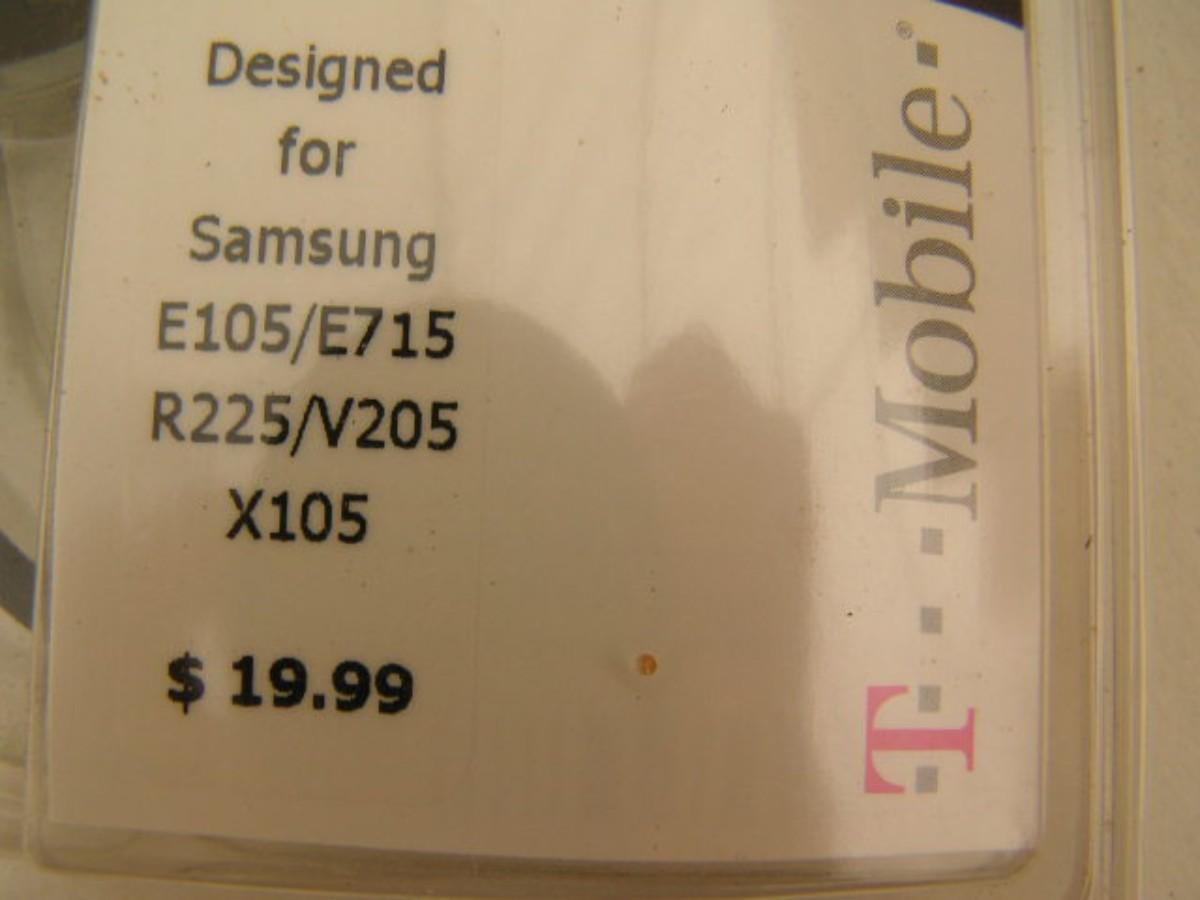 Designed
for
Samsung
E105/E715
R225/V205
X105
$ 19.99
T · · Mobile · ®